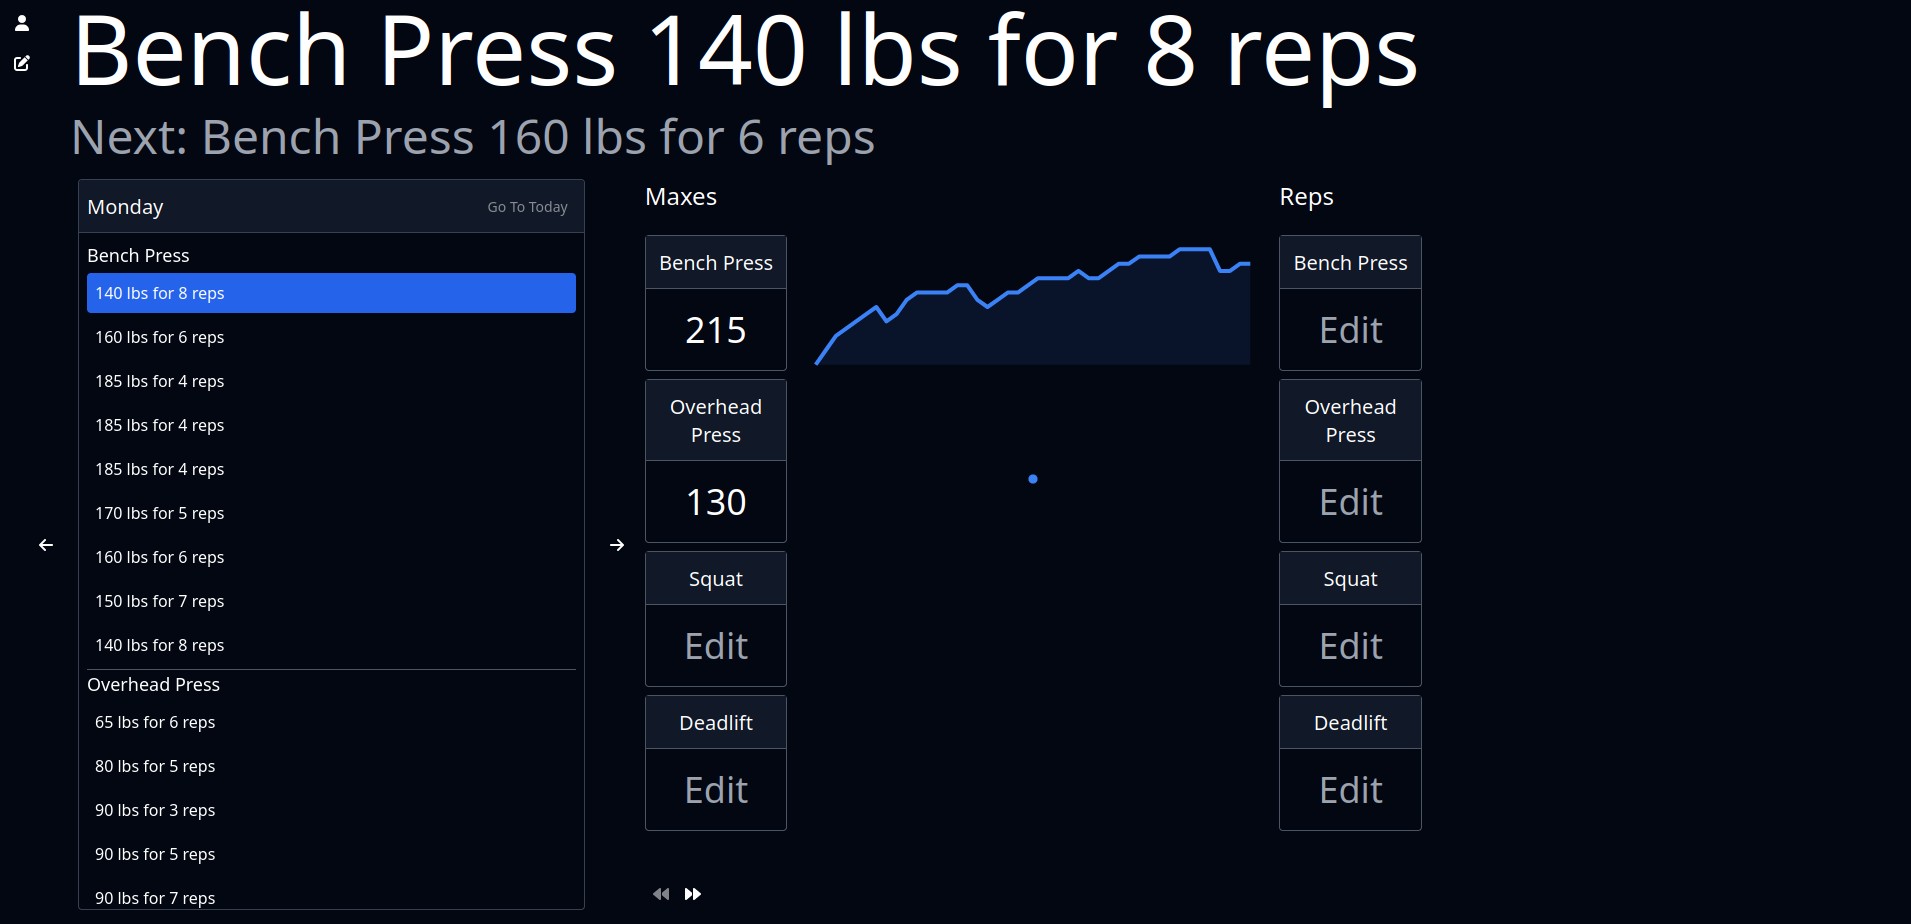 Bench Press 140 lbs for 8 reps
Next: Bench Press 160 lbs for 6 reps
Monday
Go To Today
Bench Press
140 lbs for 8 reps
160 lbs for 6 reps
185 lbs for 4 reps
185 lbs for 4 reps
185 lbs for 4 reps
170 lbs for 5 reps
160 lbs for 6 reps
150 lbs for 7 reps
140 lbs for 8 reps
Overhead Press
65 lbs for 6 reps
80 lbs for 5 reps
90 lbs for 3 reps
90 lbs for 5 reps
90 lbs for 7 reps
Maxes
Bench Press
215
Overhead
Press
130
Squat
Edit
Deadlift
Edit
Reps
Bench Press
Edit
Overhead
Press
Edit
Squat
Edit
Deadlift
Edit